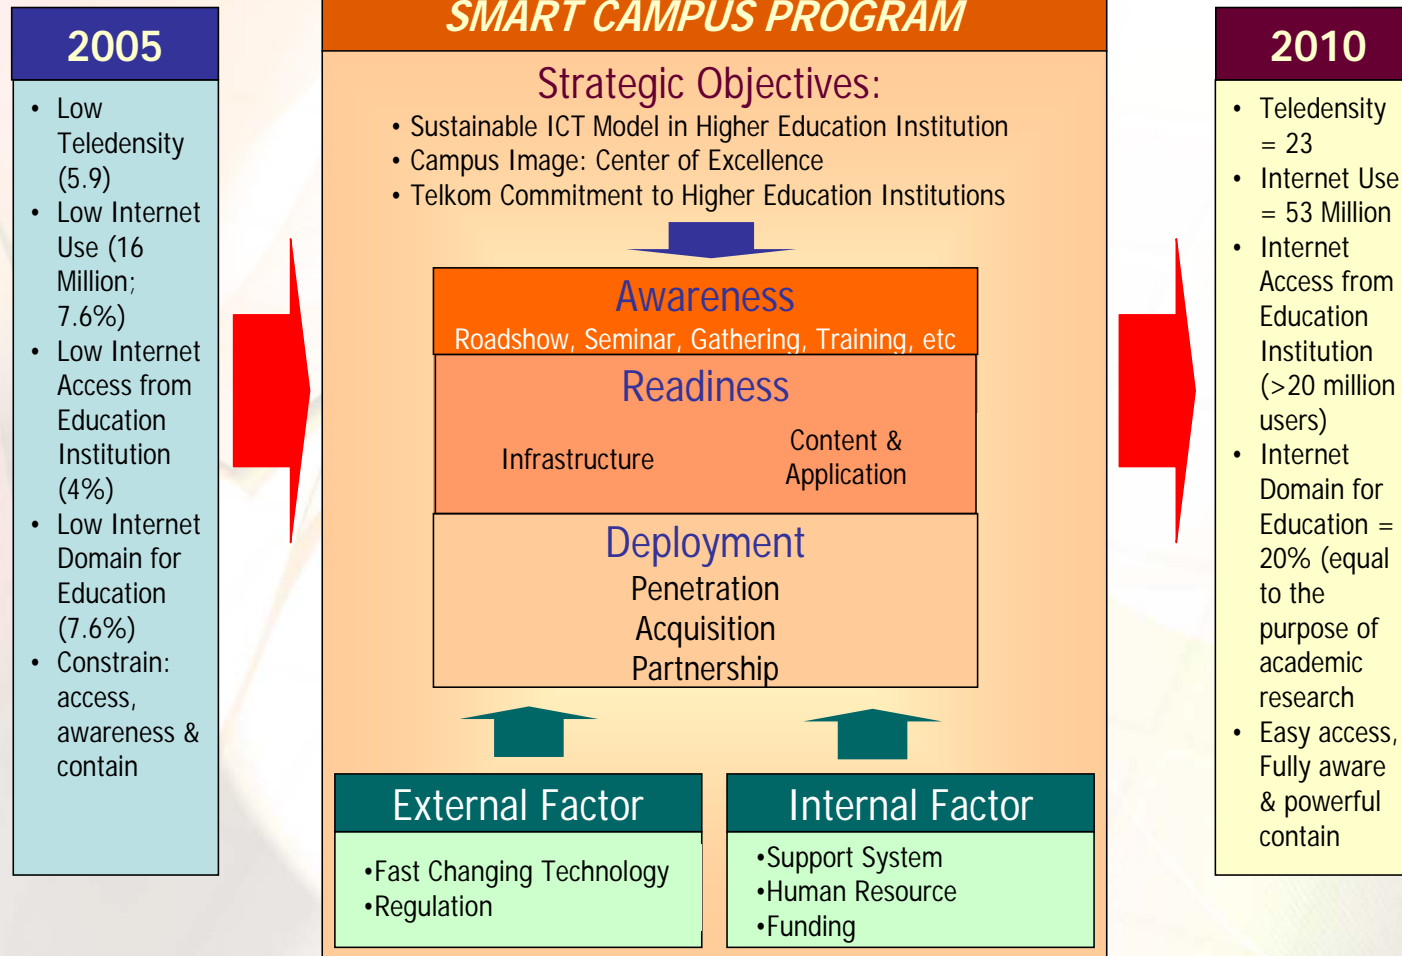 SMART CAMPUS PROGRAM
2005
• Low
Teledensity
(5.9)
• Low Internet
Use (16
Million;
7.6%)
• Low Internet
Access from
Education
Institution
(4%)
• Low Internet
Domain for
Education
(7.6%)
• Constrain:
access,
awareness &
contain
Strategic Objectives:
• Sustainable ICT Model in Higher Education Institution
• Campus Image: Center of Excellence
• Telkom Commitment to Higher Education Institutions
Awareness
Roadshow, Seminar, Gathering, Training, etc
Readiness
Infrastructure
Content &
Application
Deployment
Penetration
Acquisition
Partnership
External Factor
•Fast Changing Technology
•Regulation
Internal Factor
•Support System
•Human Resource
•Funding
2010
• Teledensity
= 23
• Internet Use
= 53 Million
• Internet
Access from
Education
Institution
(>20 million
users)
• Internet
Domain for
Education =
20% (equal
to the
purpose of
academic
research
• Easy access,
Fully aware
& powerful
contain